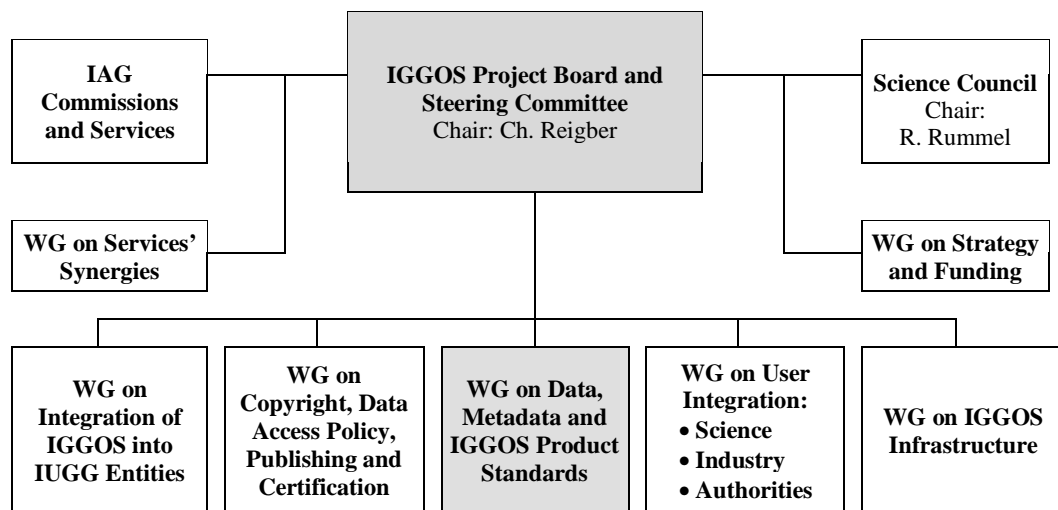 IAG
Commissions
and Services
IGGOS Project Board and
Steering Committee
Chair: Ch. Reigber
Science Council
Chair:
R. Rummel
WG on Services’
Synergies
WG on Strategy
and Funding
WG on
Integration of
IGGOS into
IUGG Entities
WG on
Copyright, Data
Access Policy,
Publishing and
Certification
WG on Data,
Metadata and
IGGOS Product
Standards
WG on User
Integration:
• Science
• Industry
• Authorities
WG on IGGOS
Infrastructure